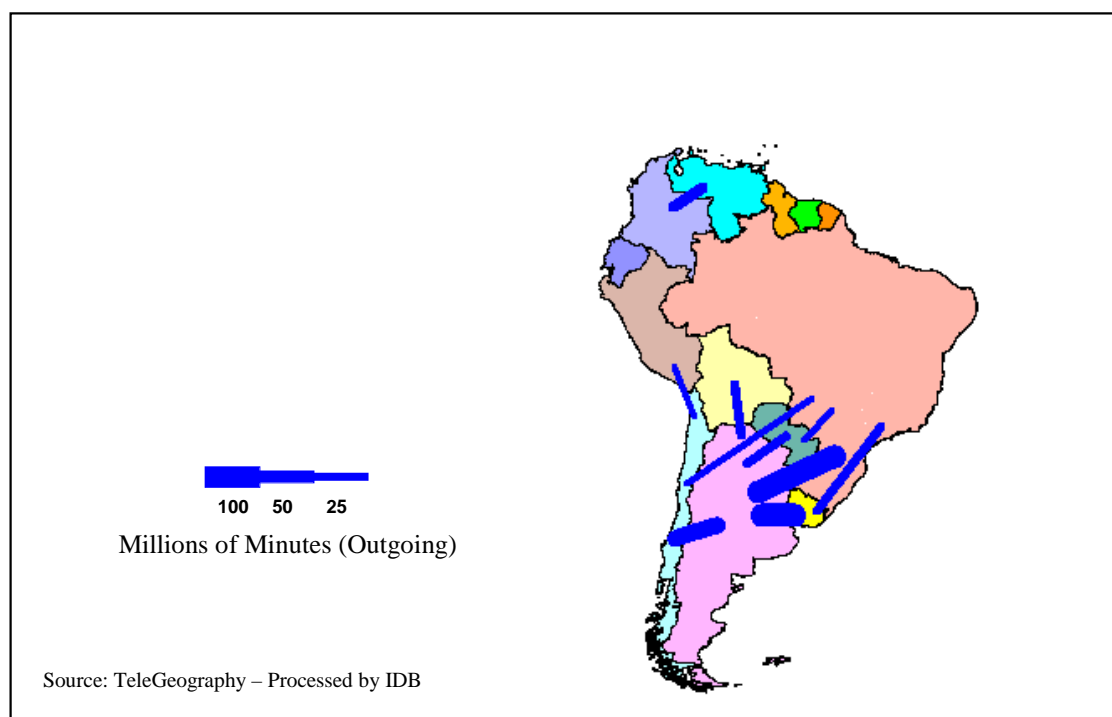 100 50 25
Millions of Minutes (Outgoing)
Source: TeleGeography – Processed by IDB